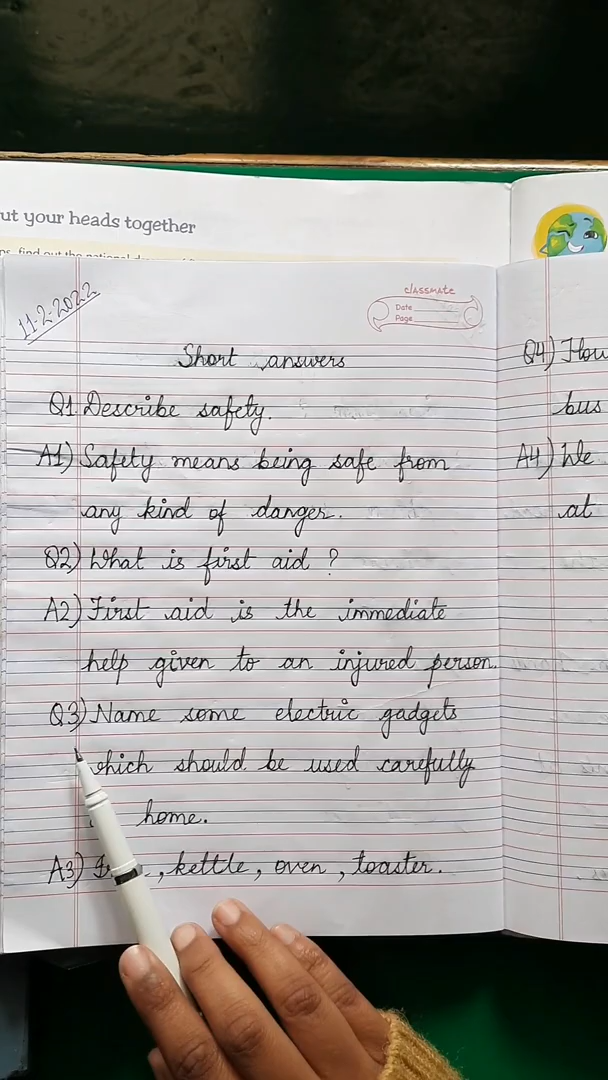 ut your heads together
11-2-2022
classmate
Date
Page
Short answers
Q1 Describe safety.
A1) Safety means being safe from
any kind of danger.
Q2) What is first aid ?
A2) First aid is the immediate
help given to an injured person.
Q3) Name some electric gadgets
which should be used carefully
home.
A3) , kettle, oven, toaster.
Q4) How
bus
A4) We
at